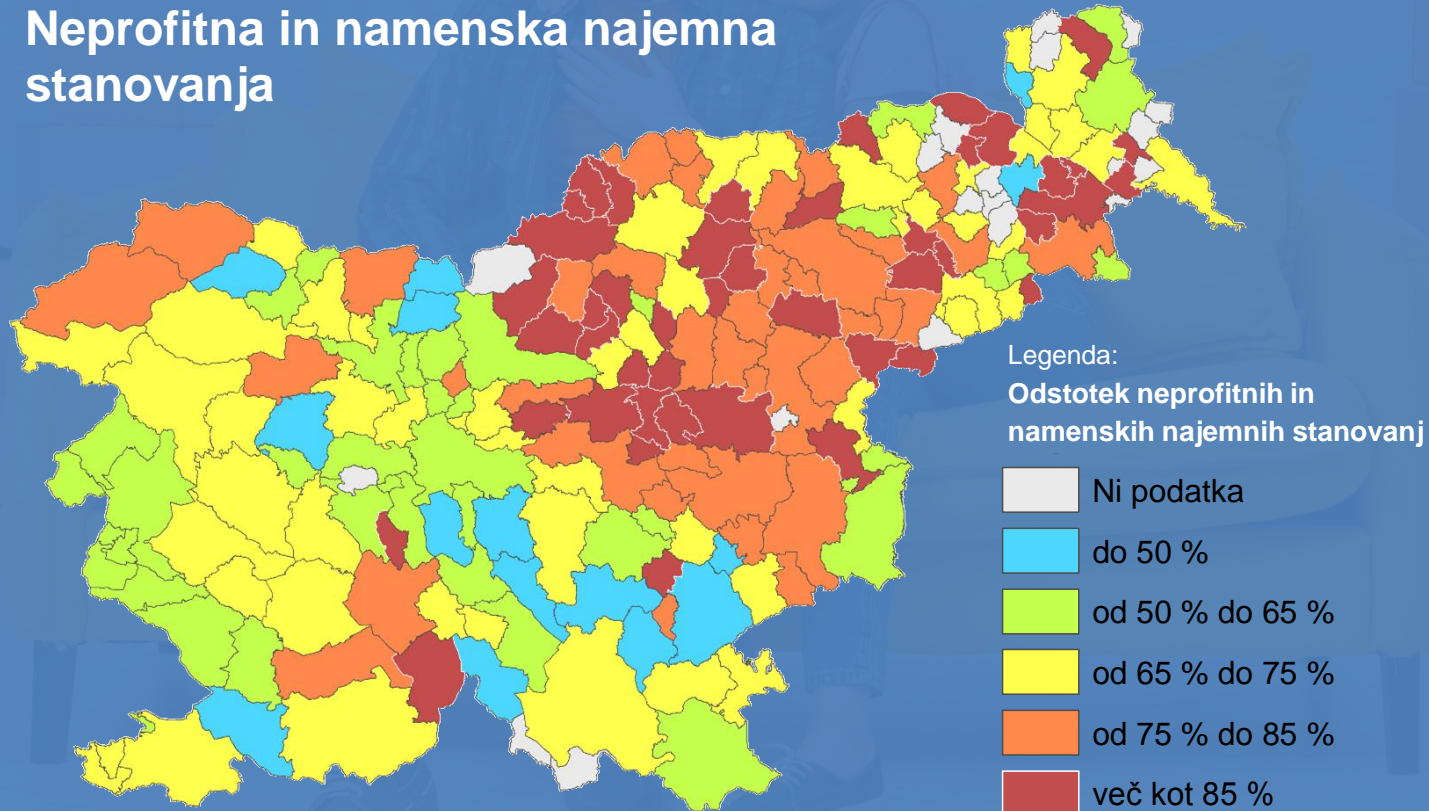 Neprofitna in namenska najemna
stanovanja
Legenda:
Odstotek neprofitnih in
namenskih najemnih stanovanj
Ni podatka
do 50 %
od 50 % do 65 %
od 65 % do 75 %
od 75 % do 85 %
več kot 85 %